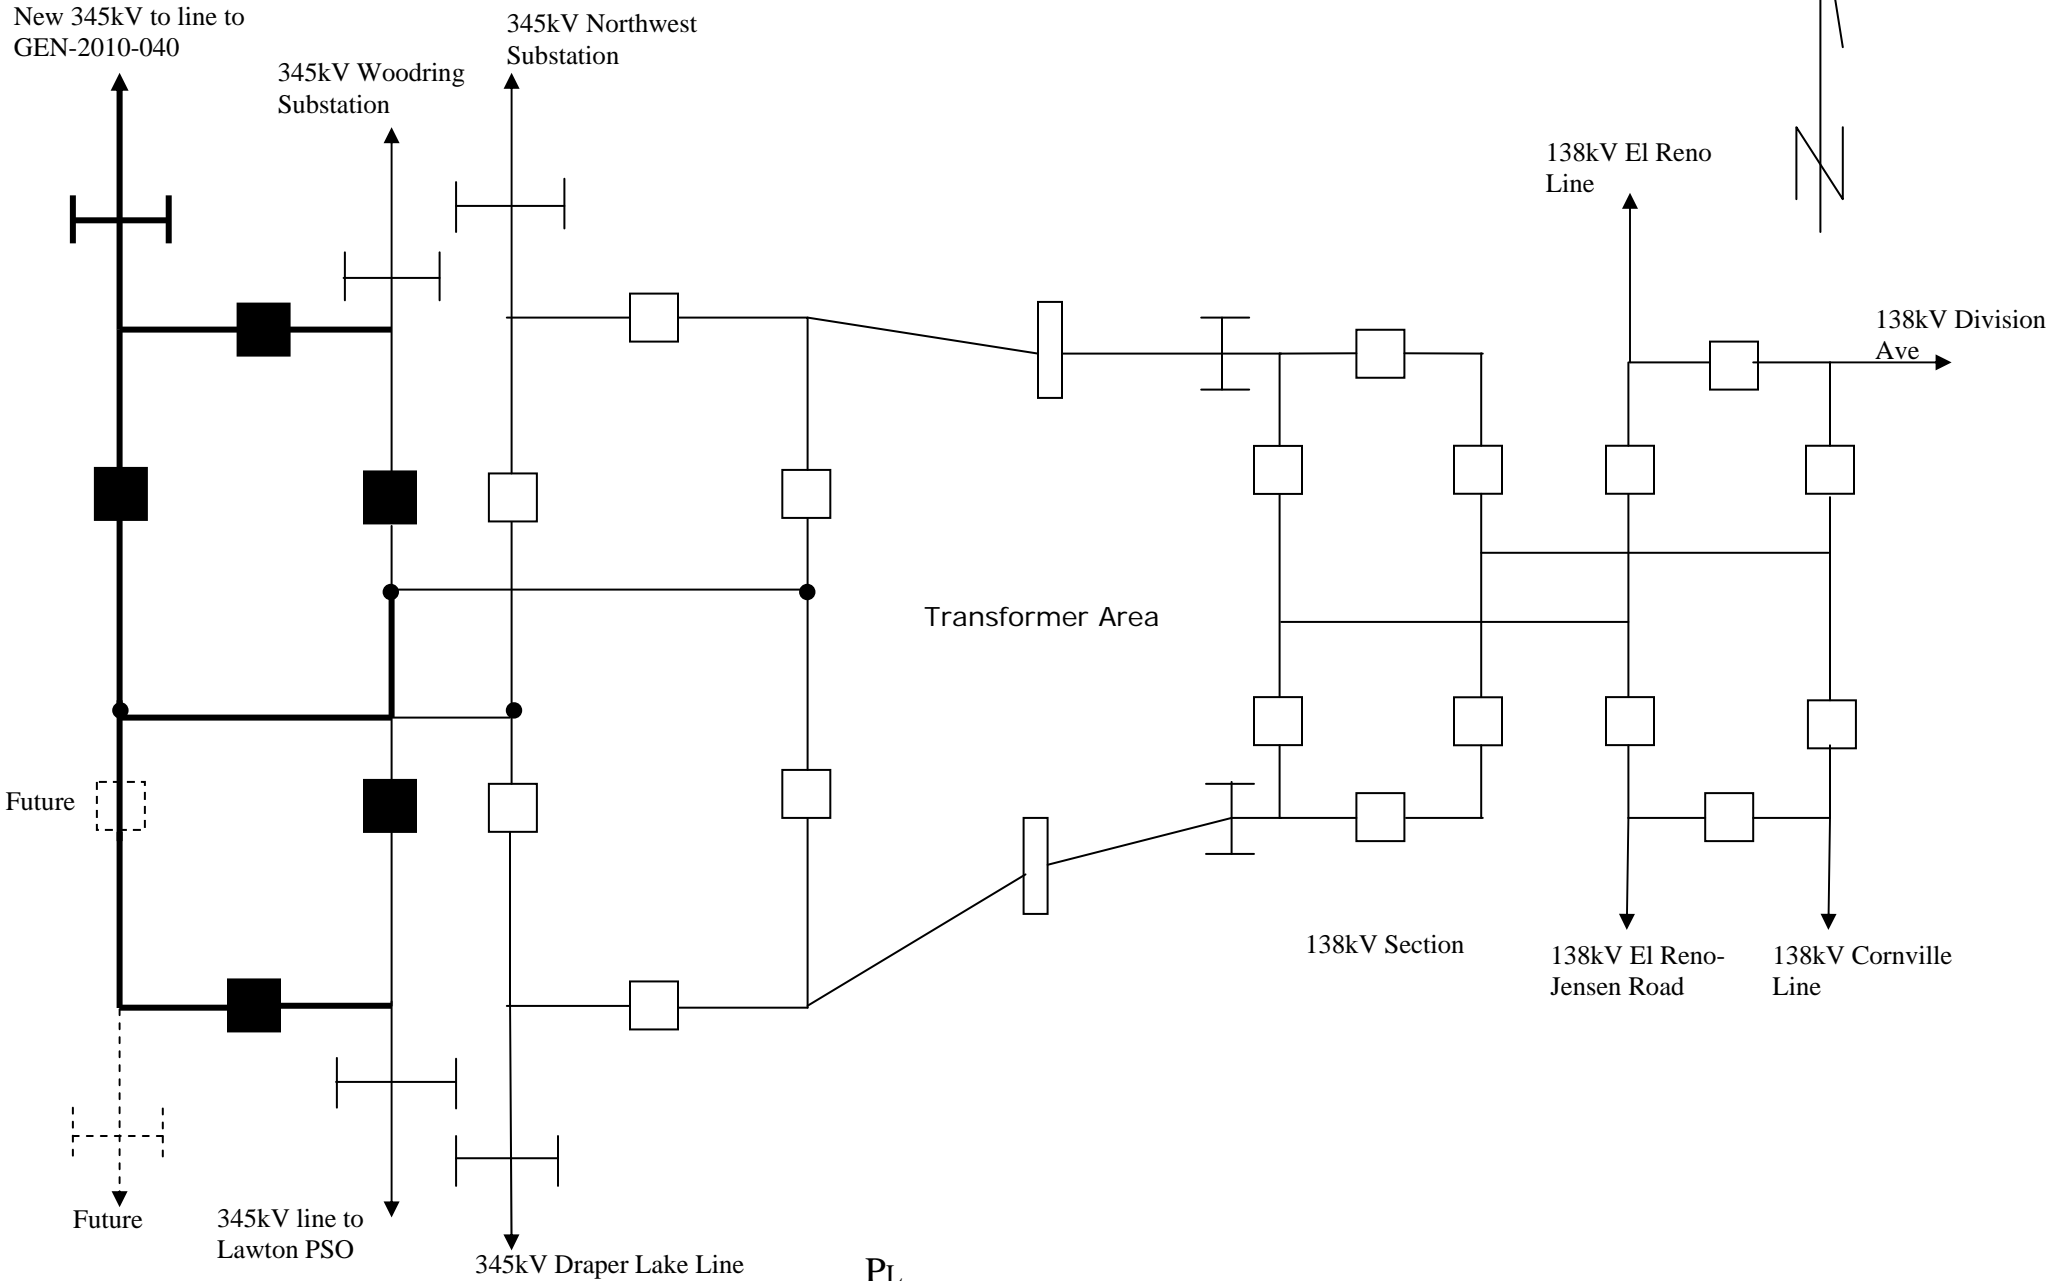 New 345kV to line to
GEN-2010-040
345kV Northwest
Substation
345kV Woodring
Substation
138kV El Reno
Line
N
138kV Division
Ave
Transformer Area
Future
138kV Section
138kV El Reno-
Jensen Road
138kV Cornville
Line
Future
345kV line to
Lawton PSO
345kV Draper Lake Line
PL